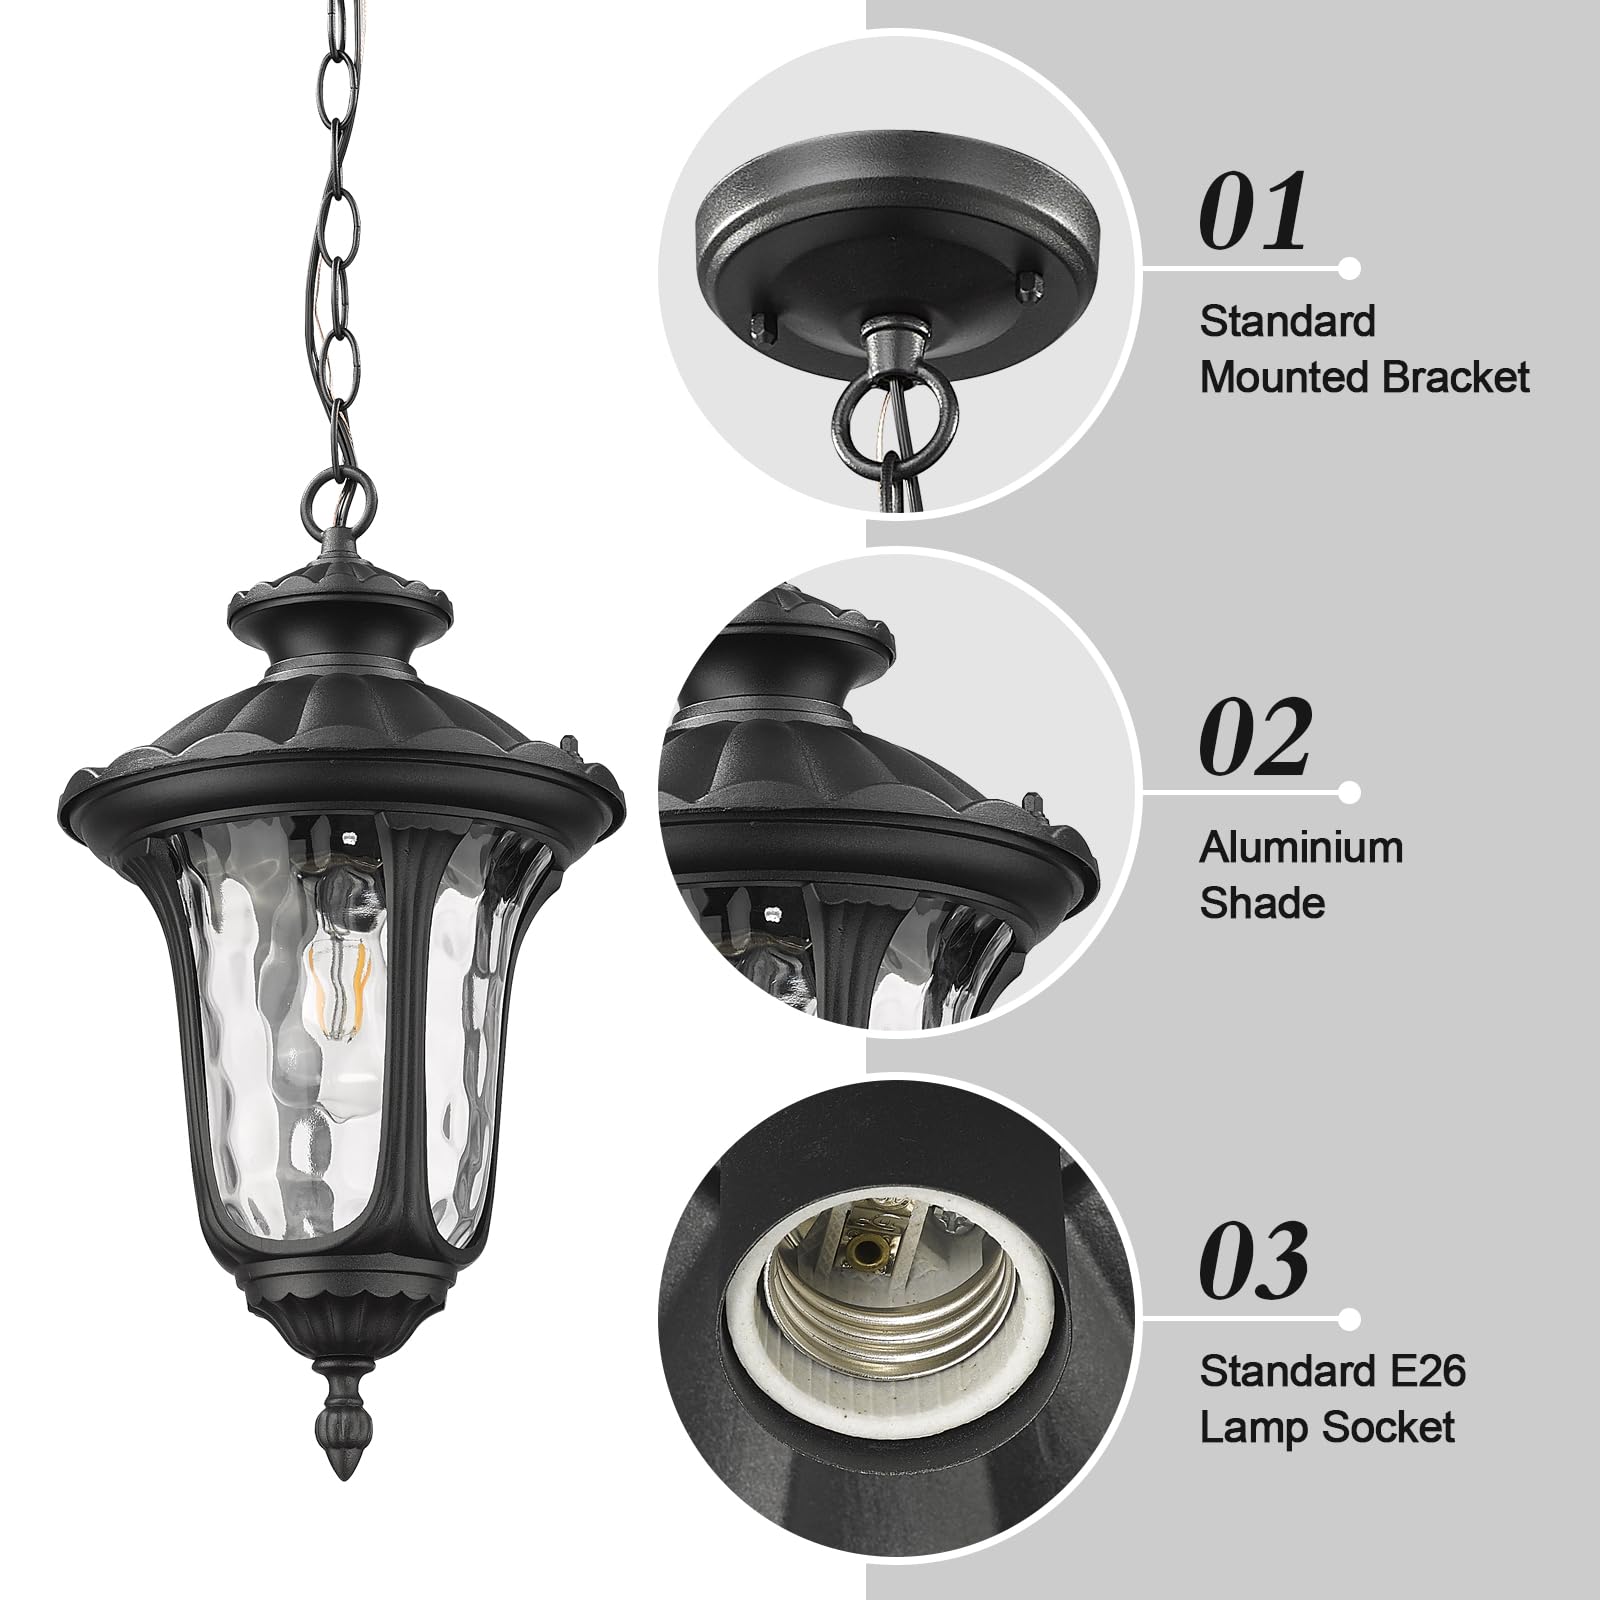 01
Standard
Mounted Bracket
02
Aluminium
Shade
03
Standard E26
Lamp Socket